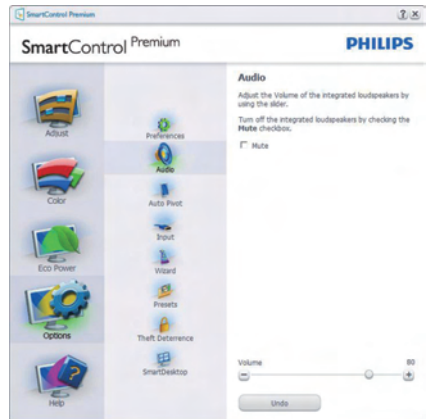 SmartControl Premium
SmartControl Premium
PHILIPS
Adjust
Color
Eco Power
Options
Help
Preferences
Audio
Auto Pivot
Input
Wizard
Presets
Theft Deterrence
SmartDesktop
Audio
Adjust the Volume of the integrated loudspeakers by
using the slider.
Turn off the integrated loudspeakers by checking the
Mute checkbox.
Mute
Volume
80
Undo